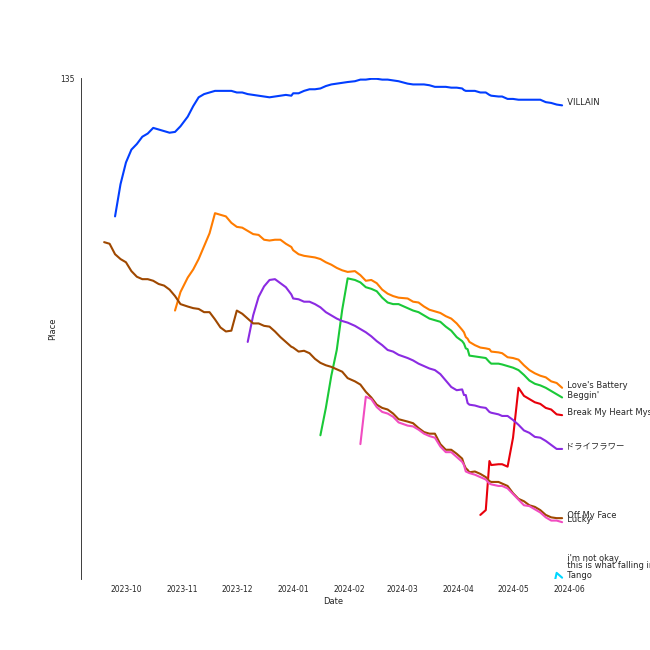 135
VILLAIN
Place
Love's Battery
Beggin'
Break My Heart Mys
ドライフラワー
Off My Face
Lucky
i'm not okay
this is what falling i
Tango
2023-10 2023-11 2023-12 2024-01 2024-02 2024-03 2024-04 2024-05 2024-06
Date